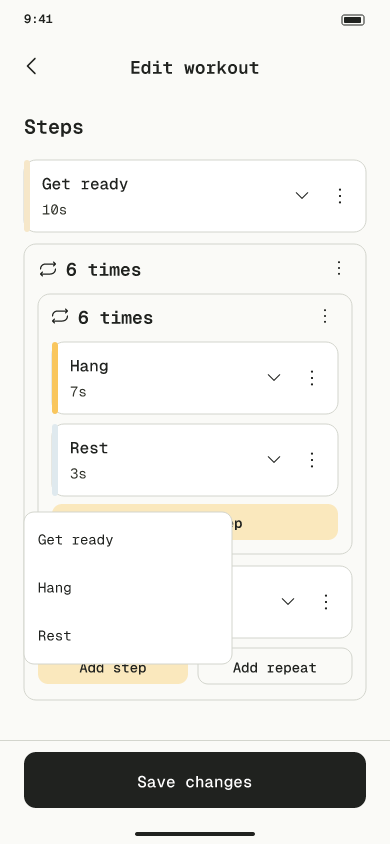 9:41
Edit workout
Steps
Get ready
10s
6 times
6 times
Hang
7s
Rest
3s
Get ready
Hang
Rest
Add step
Add repeat
Save changes